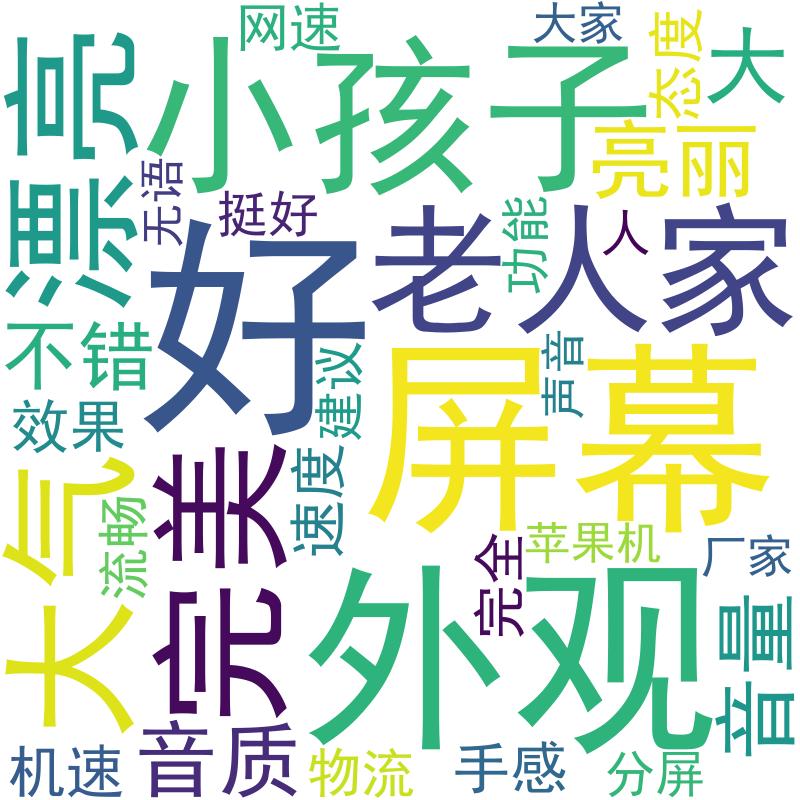 网速
大家
态度
大
漂亮
小孩子
亮丽
无语
挺好
功能
人
老人家
好
不错
建议
声音
屏幕
效果
大气
流畅
完美
速度
完全
苹果机
厂家
外观
音量
机速
音质
物流
手感
分屏